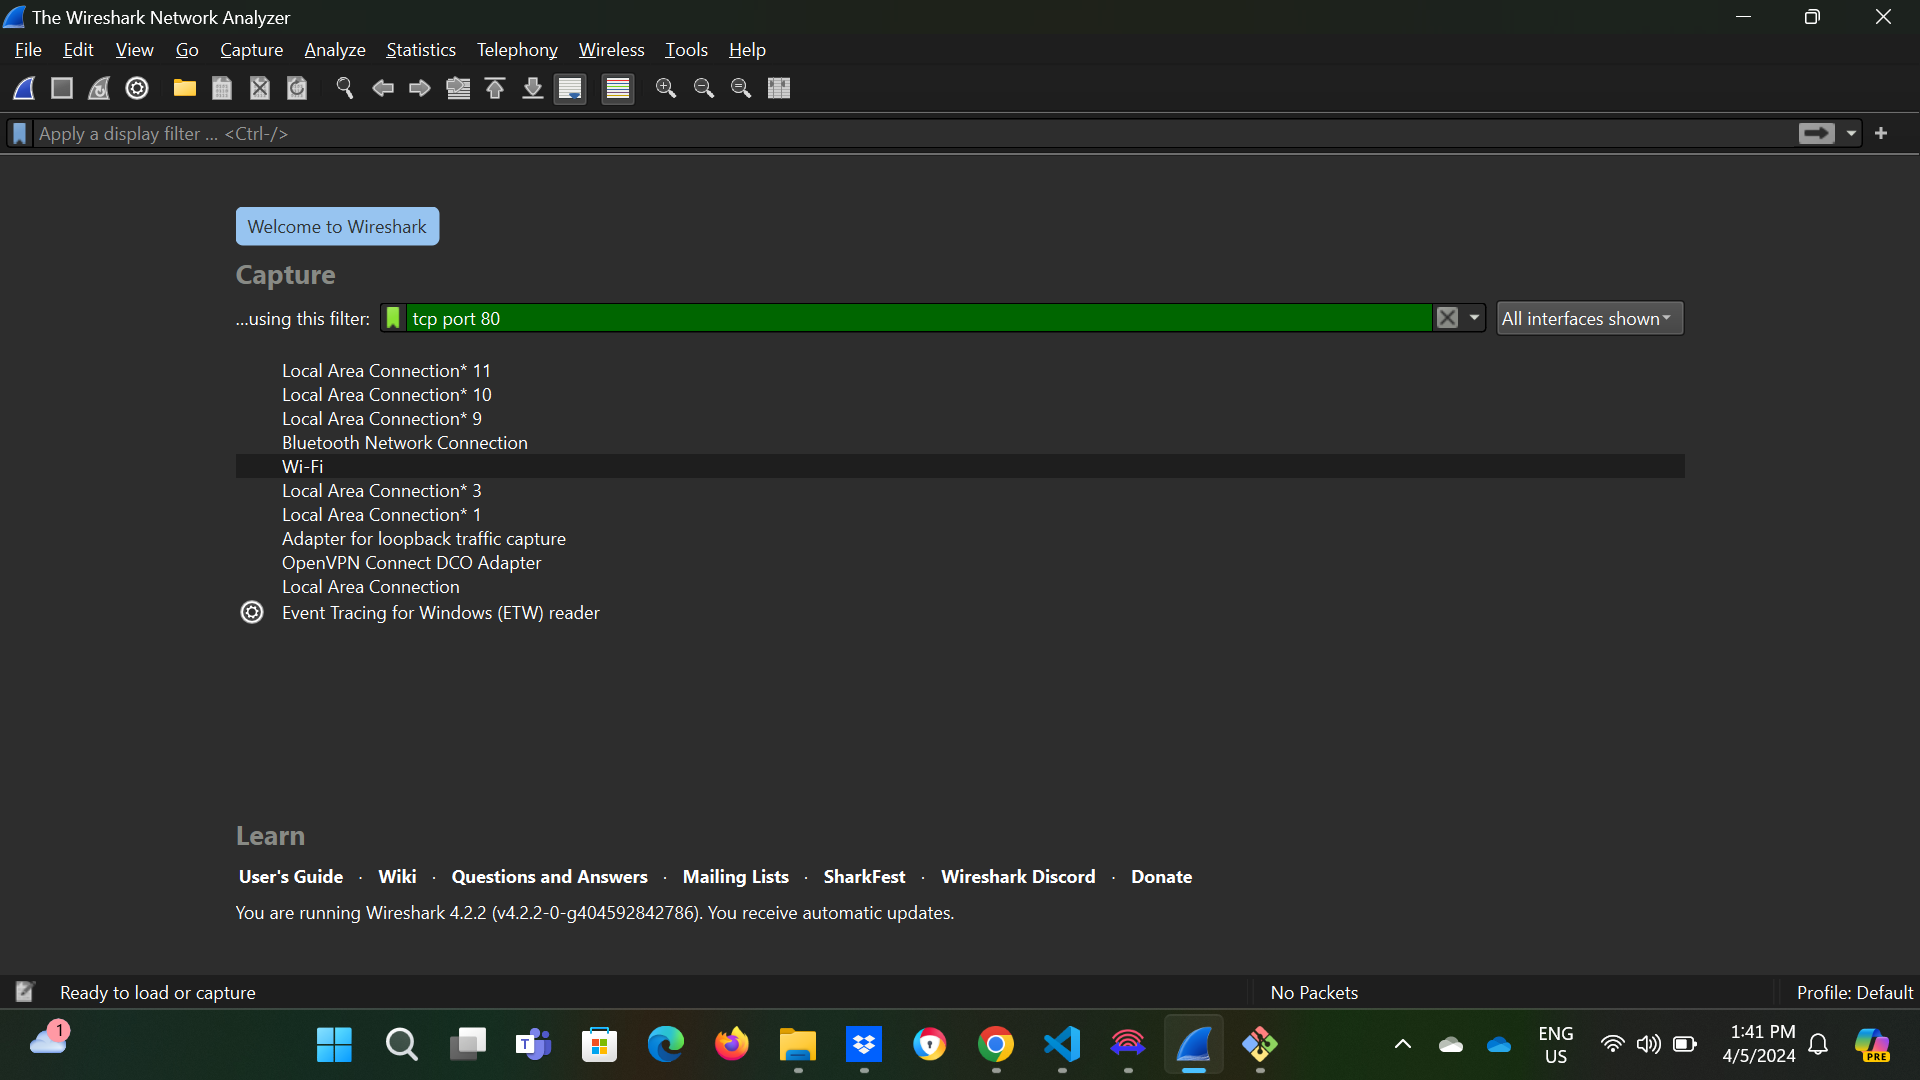 The Wireshark Network Analyzer
File Edit View Go Capture Analyze Statistics Telephony Wireless Tools Help
Apply a display filter ... <Ctrl-/>
Welcome to Wireshark
Capture
...using this filter: tcp port 80 All interfaces shown
Local Area Connection* 11
Local Area Connection* 10
Local Area Connection* 9
Bluetooth Network Connection
Wi-Fi
Local Area Connection* 3
Local Area Connection* 1
Adapter for loopback traffic capture
OpenVPN Connect DCO Adapter
Local Area Connection
Event Tracing for Windows (ETW) reader
Learn
User's Guide · Wiki · Questions and Answers · Mailing Lists · SharkFest · Wireshark Discord · Donate
You are running Wireshark 4.2.2 (v4.2.2-0-g404592842786). You receive automatic updates.
Ready to load or capture No Packets Profile: Default
1
T
ENG
US
1:41 PM
4/5/2024
PRE